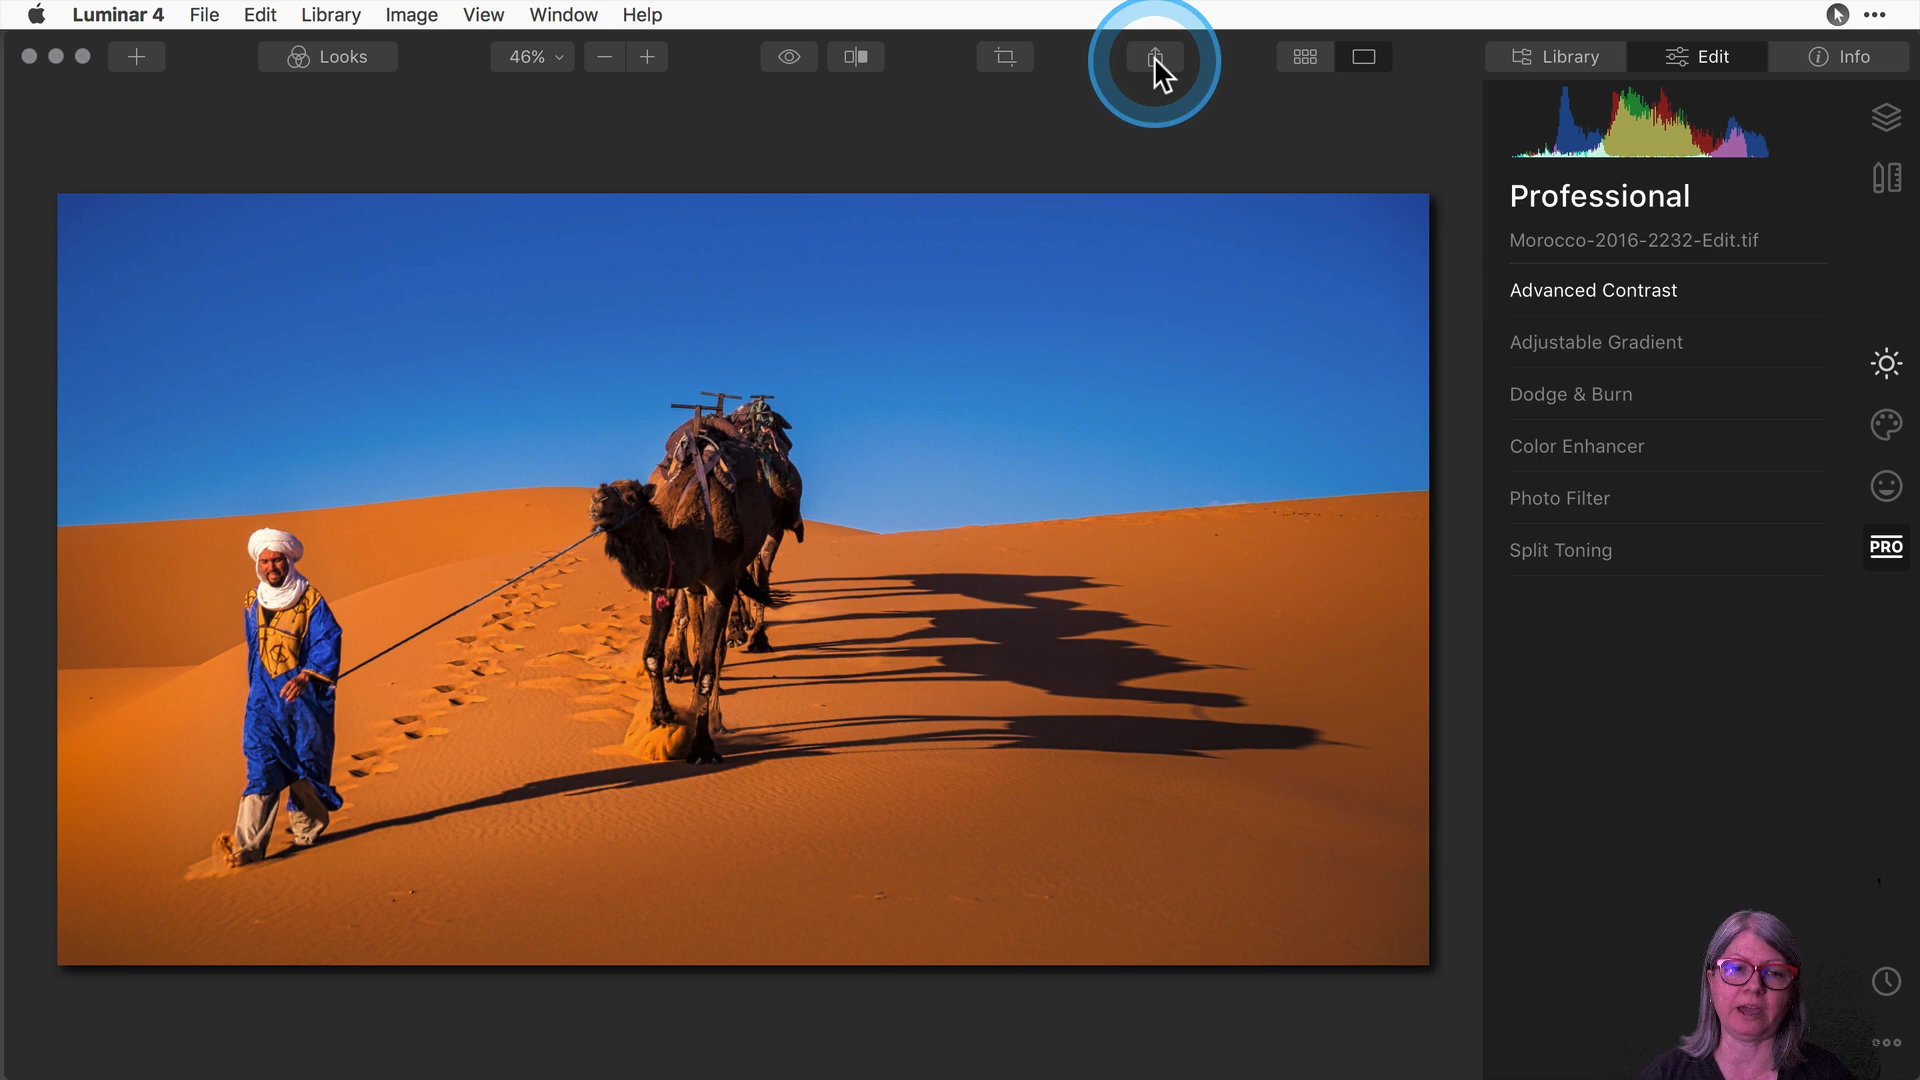 Luminar 4 File Edit Library Image View Window Help
Looks 46% Library Edit Info
Professional
Morocco-2016-2232-Edit.tif
Advanced Contrast
Adjustable Gradient
Dodge & Burn
Color Enhancer
Photo Filter
PRO
Split Toning